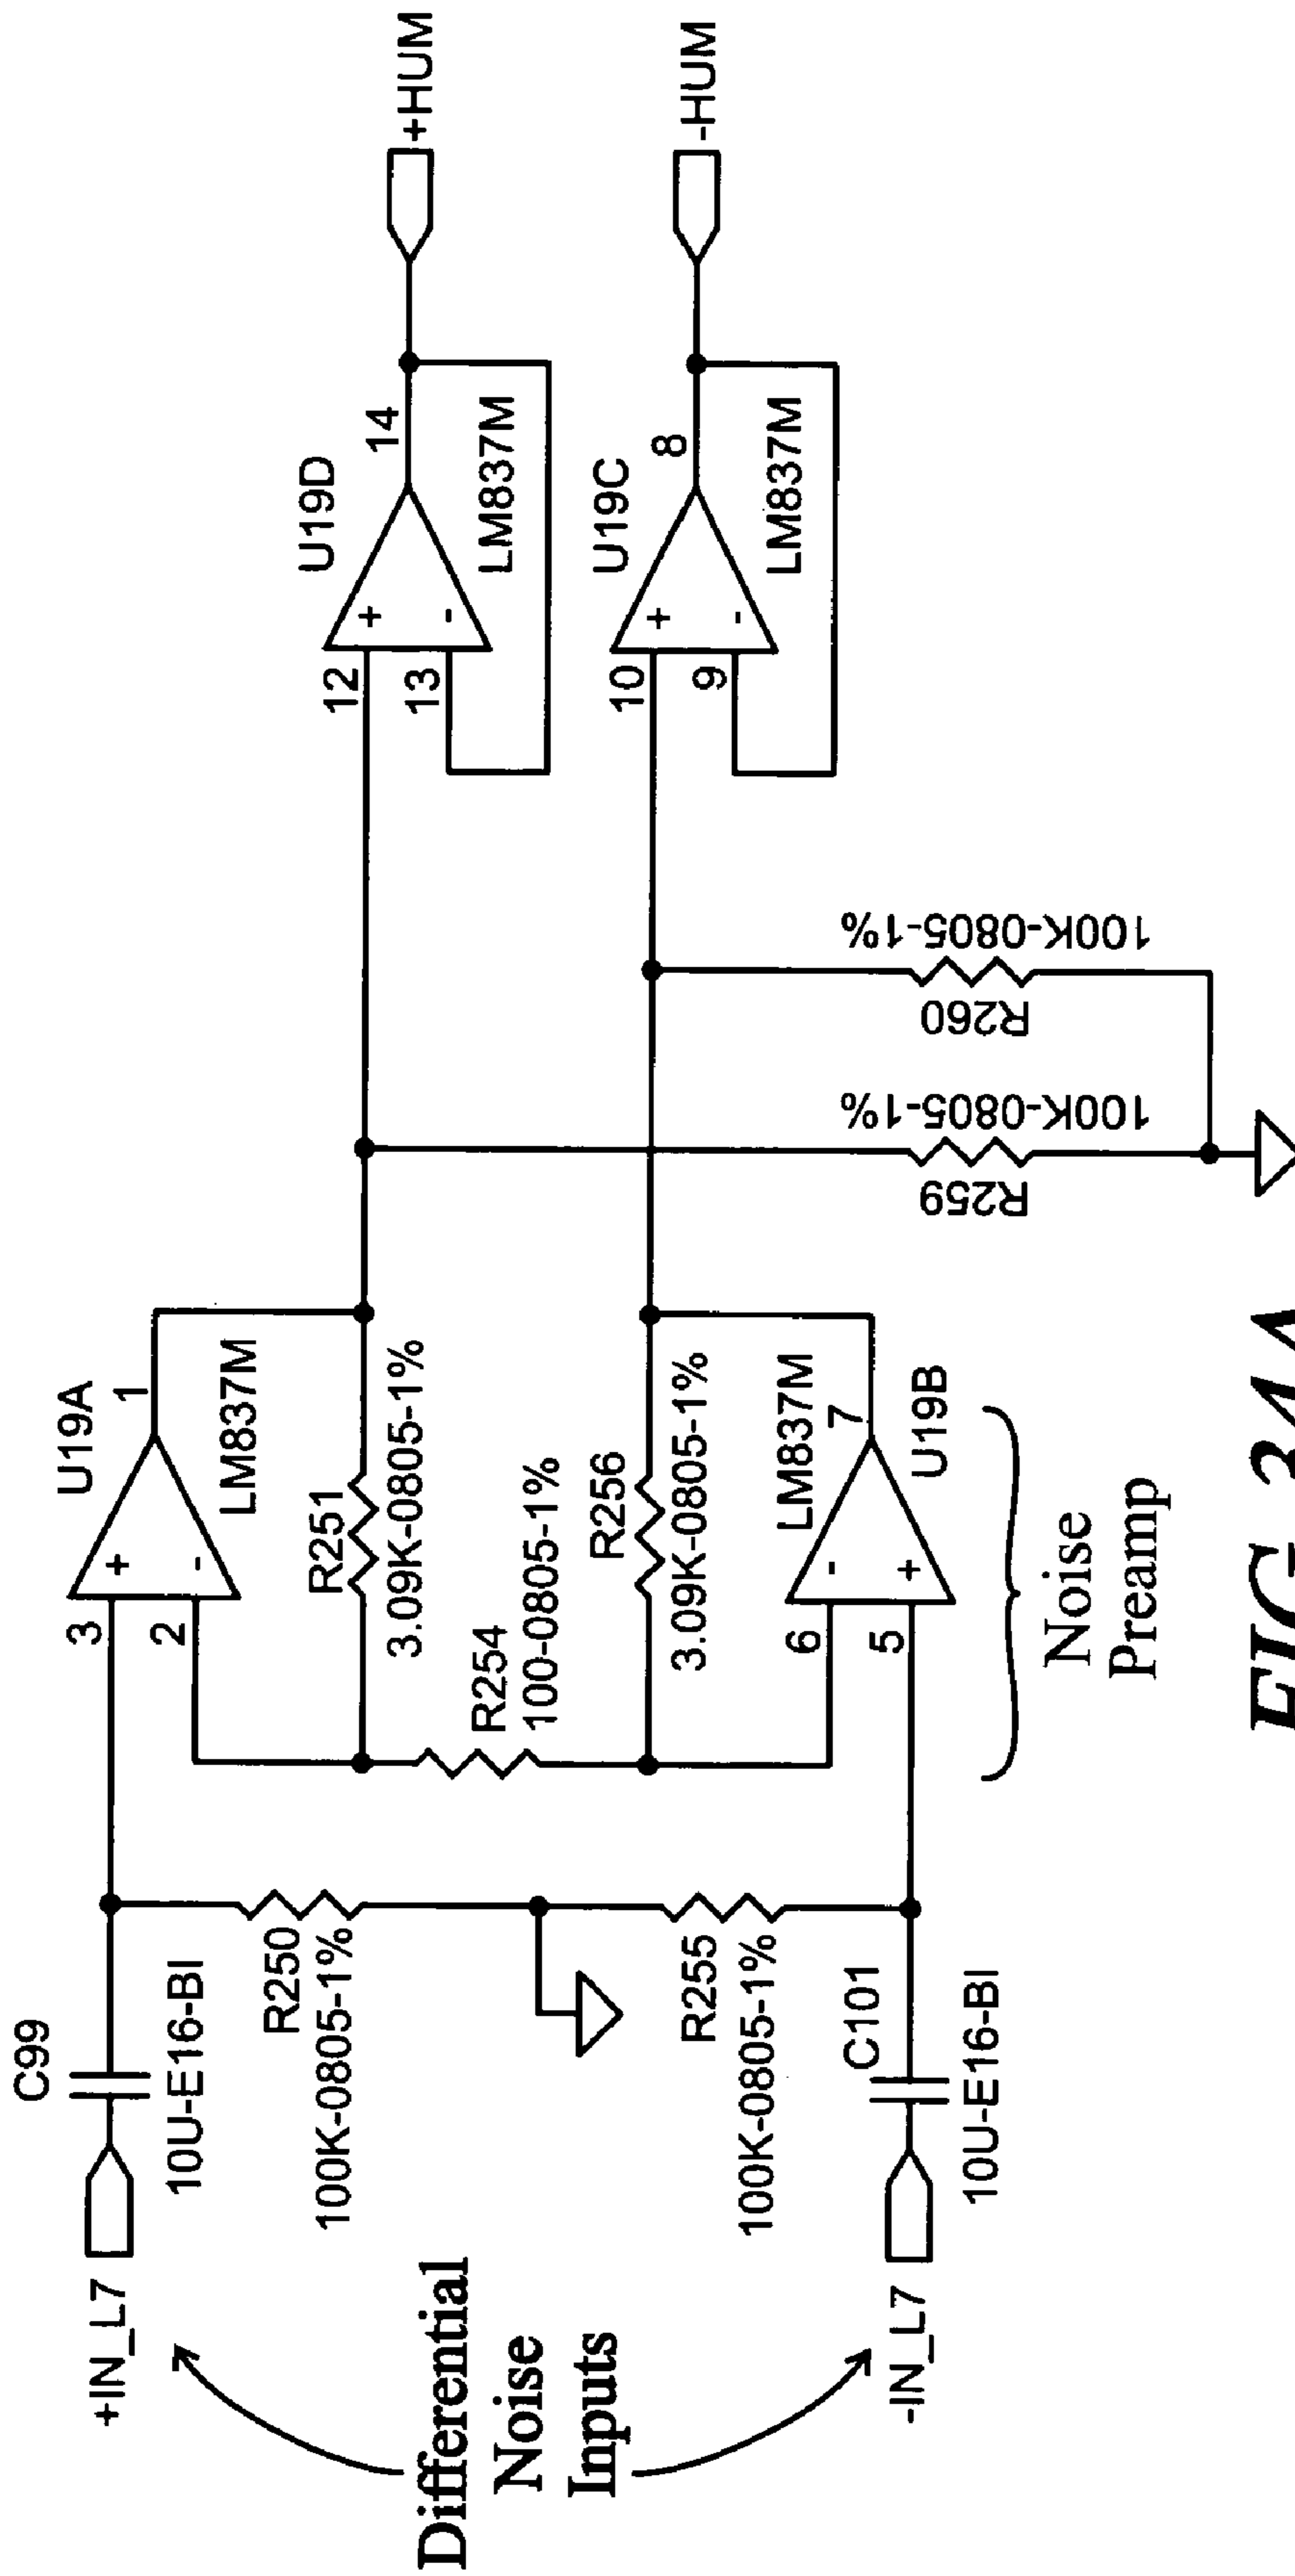 C99
+IN_L7
10U-E16-BI
R250
100K-0805-1%
3
2
+
-
U19A
1
LM837M
R251
3.09K-0805-1%
R254
100-0805-1%
R256
3.09K-0805-1%
LM837M
6
5
-
+
7
U19B
R255
100K-0805-1%
C101
-IN_L7
10U-E16-BI
Differential
Noise
Inputs
Noise
Preamp
R259
100K-0805-1%
R260
100K-0805-1%
12
13
+
-
U19D
14
LM837M
+HUM
10
9
+
-
U19C
8
LM837M
-HUM
FIG 34A